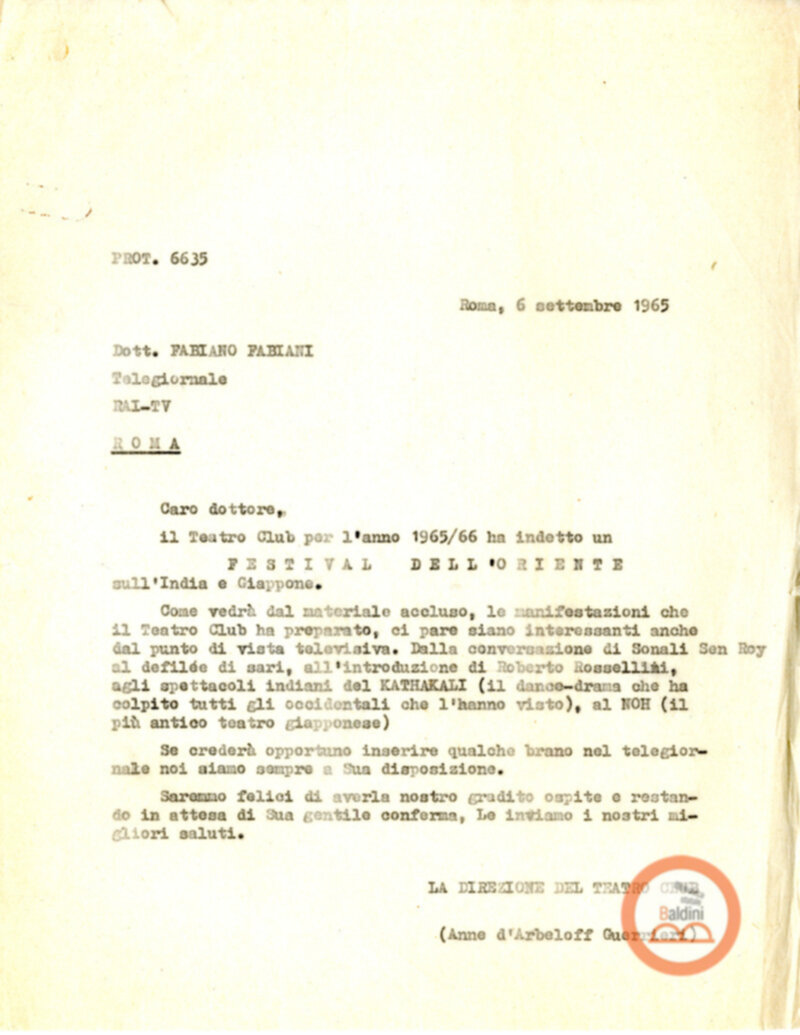 PROT. 6635
Roma, 6 settembre 1965
Dott. FABIANO FABIANI
Telegiornale
RAI-TV
R O M A
Caro dottore,
il Teatro Club per l'anno 1965/66 ha indetto un
F E S T I V A L   D E L L 'O R I E N T E
sull'India e Giappone.
Come vedrà dal materiale accluso, le manifestazioni che
il Teatro Club ha preparato, ci pare siano interessanti anche
dal punto di vista televisiva. Dalla conversazione di Sonali Sen Roy
al defilée di sari, all'introduzione di Roberto Rossellini,
agli spettacoli indiani del KATHAKALI (il dance-drama che ha
colpito tutti gli occidentali che l'hanno visto), al NOH (il
più antico teatro giapponese)
Se crederà opportuno inserire qualche brano nel telegior-
nale noi siamo sempre a Sua disposizione.
Saremmo felici di averla nostro gradito ospite e restan-
do in attesa di Sua gentile conferma, Le inviamo i nostri mi-
gliori saluti.
LA DIREZIONE DEL TEATRO CLUB
Baldini
(Anne d'Arbeloff Guerrieri)